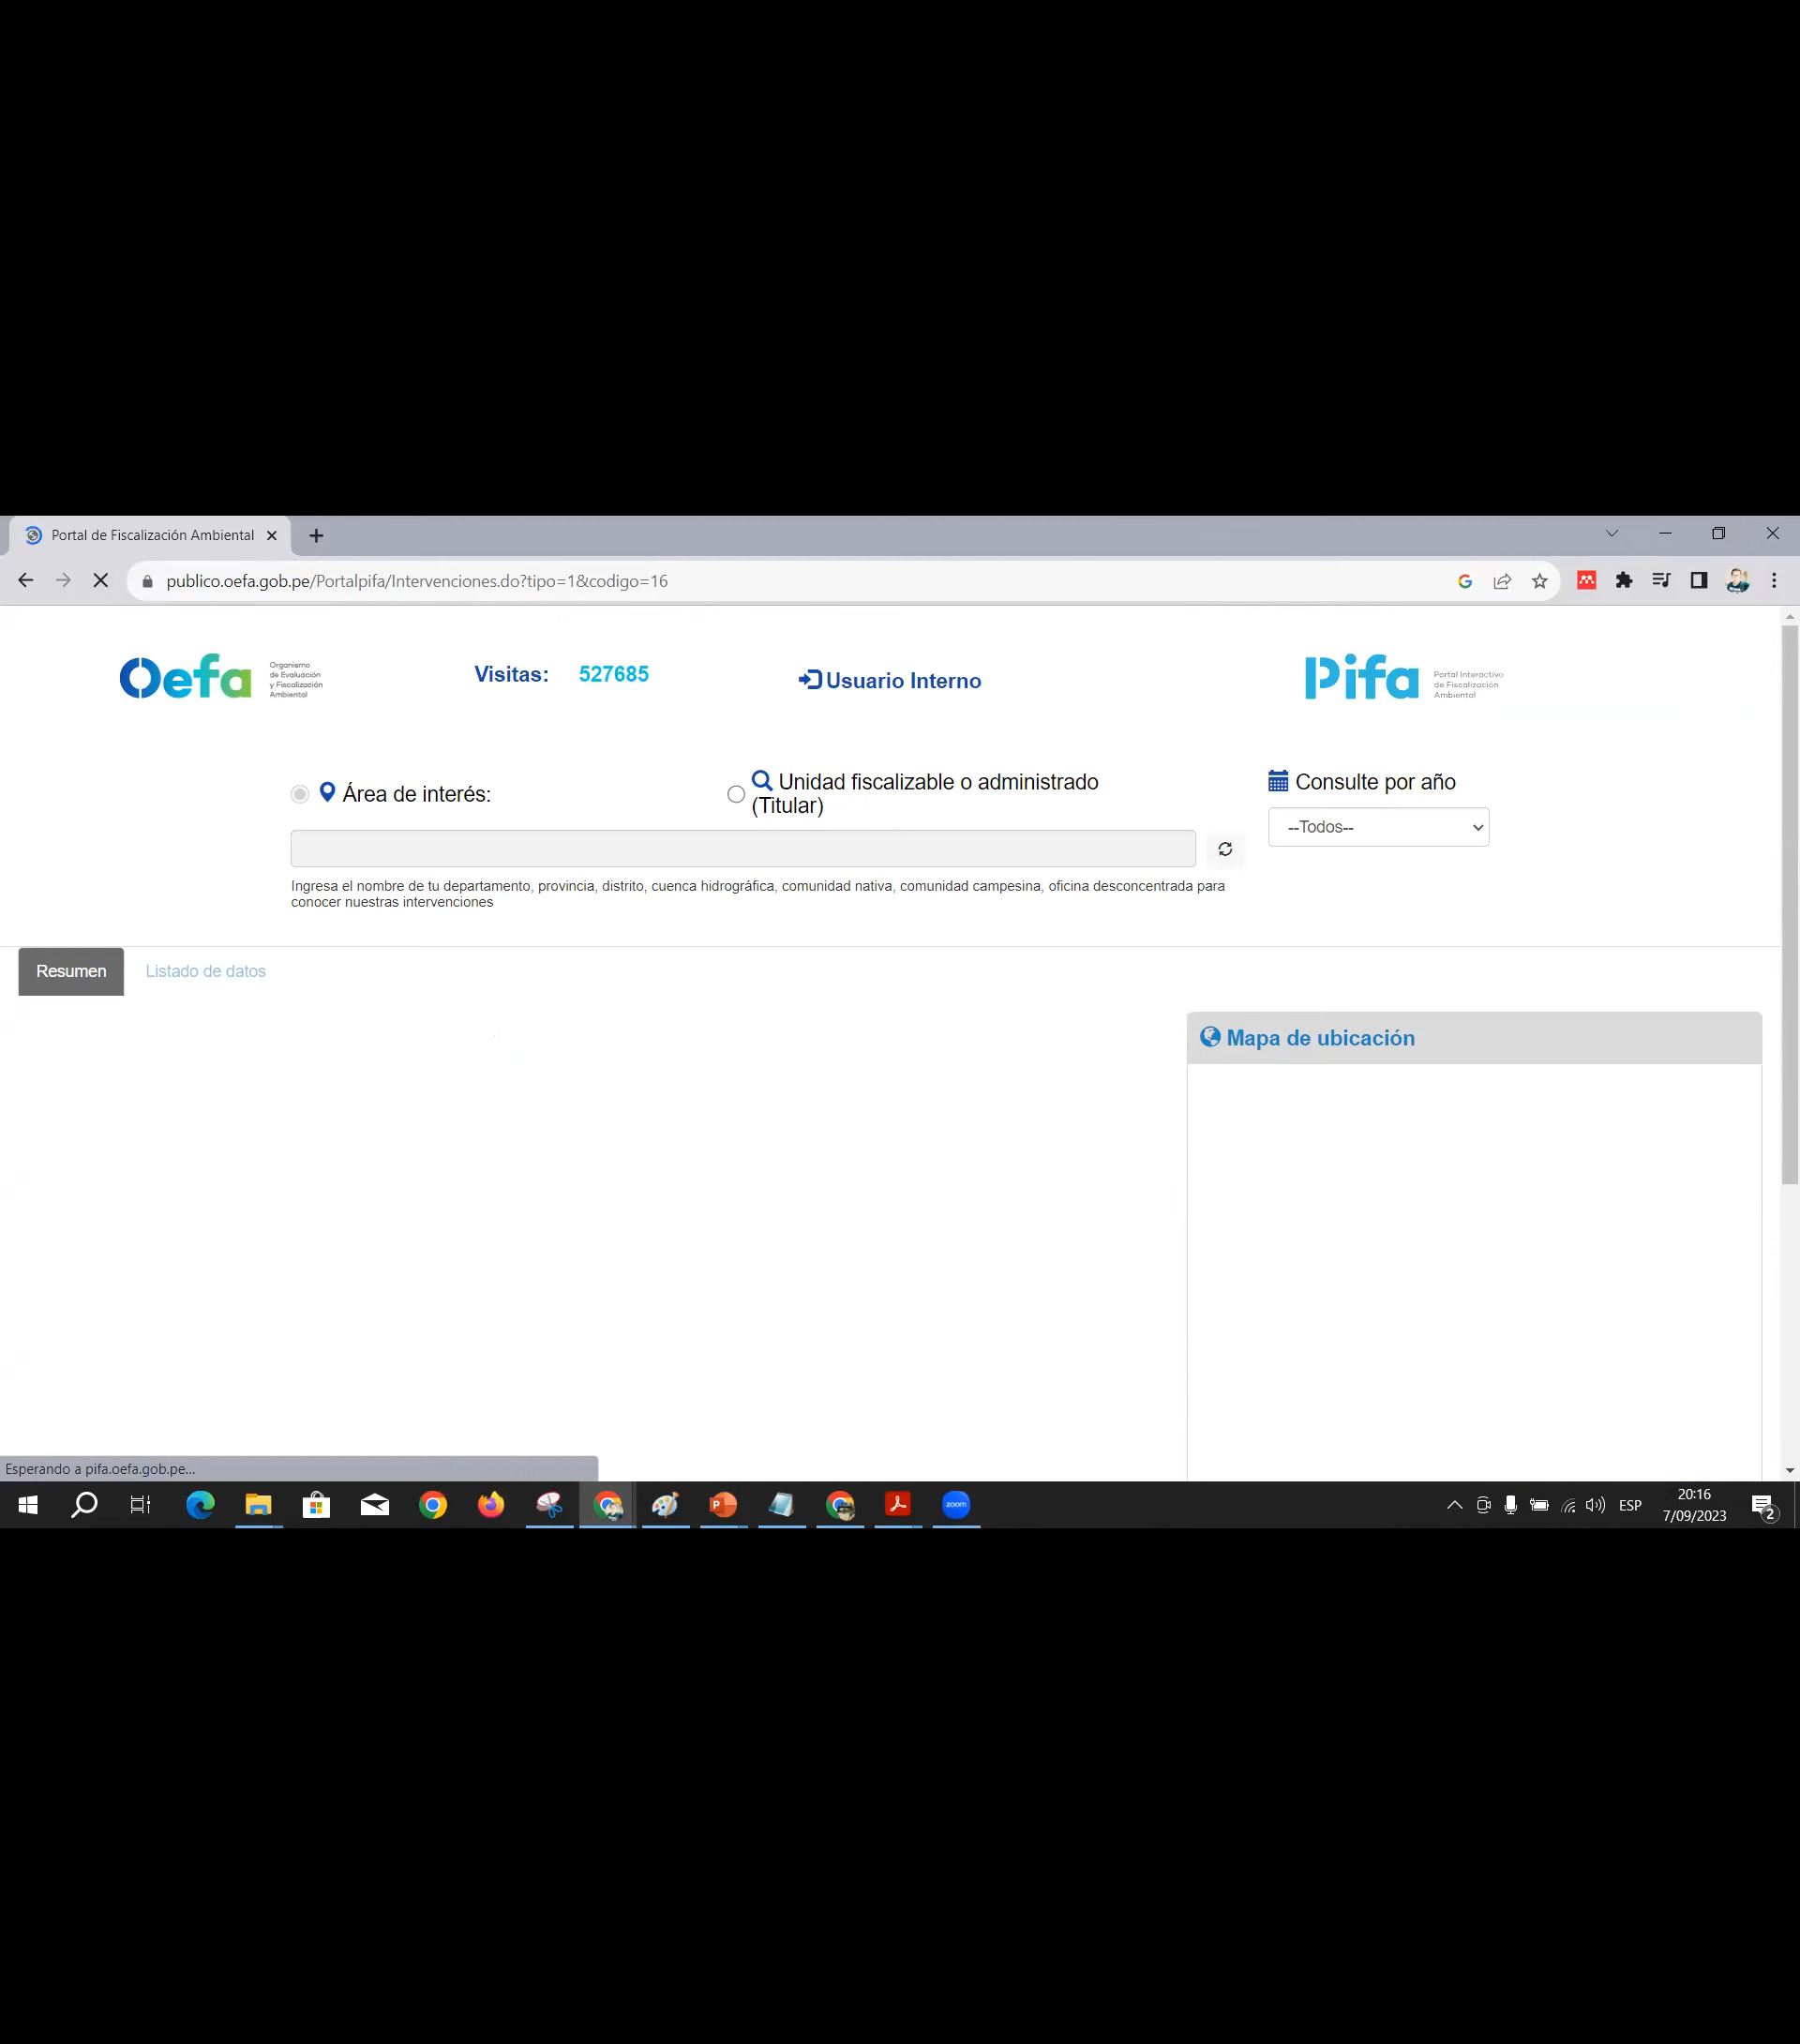 Portal de Fiscalización Ambiental
publico.oefa.gob.pe/Portalpifa/Intervenciones.do?tipo=1&codigo=16
Oefa
Organismo
de Evaluación
y Fiscalización
Ambiental
Visitas: 527685
Usuario Interno
Pifa
Portal Interactivo
de Fiscalización
Ambiental
Área de interés:
Unidad fiscalizable o administrado
(Titular)
Consulte por año
--Todos--
Ingresa el nombre de tu departamento, provincia, distrito, cuenca hidrográfica, comunidad nativa, comunidad campesina, oficina desconcentrada para
conocer nuestras intervenciones
Resumen
Listado de datos
Mapa de ubicación
Esperando a pifa.oefa.gob.pe...
zoom
ESP
20:16
7/09/2023
2